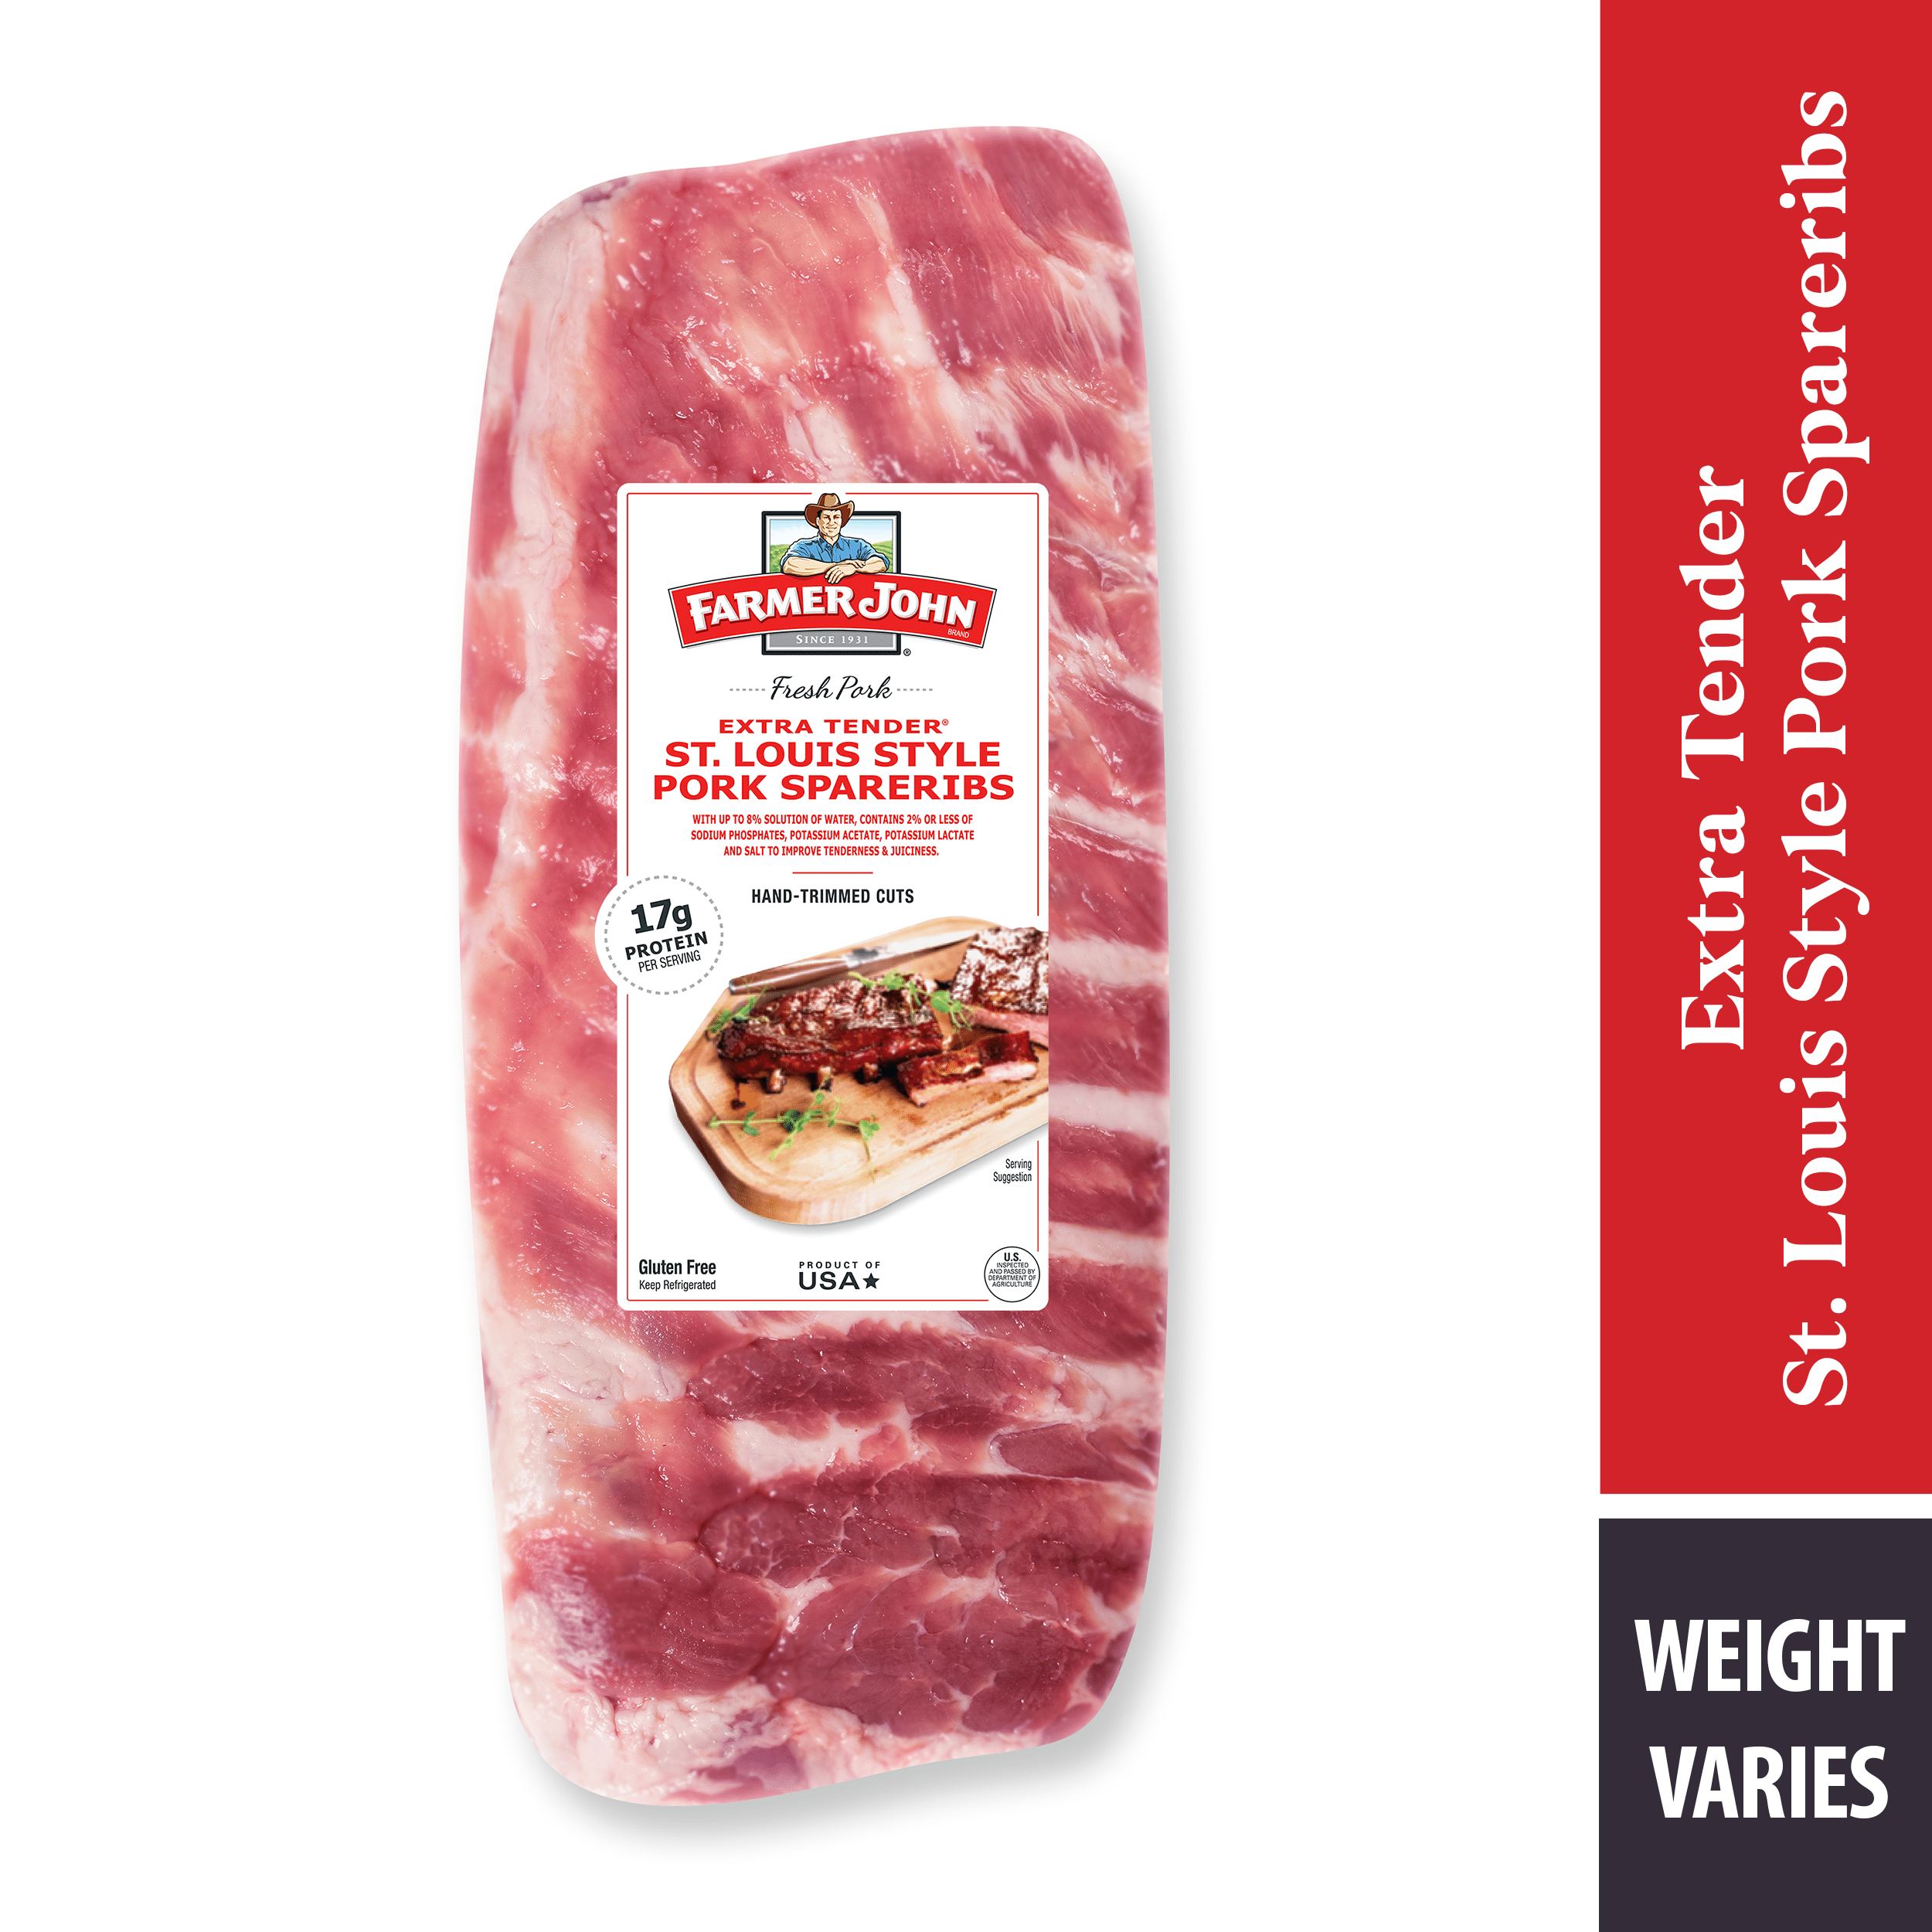 FARMER JOHN
BRAND
SINCE 1931
®
Fresh Pork
EXTRA TENDER®
ST. LOUIS STYLE
PORK SPARERIBS
WITH UP TO 8% SOLUTION OF WATER, CONTAINS 2% OR LESS OF
SODIUM PHOSPHATES, POTASSIUM ACETATE, POTASSIUM LACTATE
AND SALT TO IMPROVE TENDERNESS & JUICINESS.
HAND-TRIMMED CUTS
17g
PROTEIN
PER SERVING
Serving
Suggestion
Gluten Free
Keep Refrigerated
PRODUCT OF
USA
U.S.
INSPECTED
AND PASSED BY
DEPARTMENT OF
AGRICULTURE
Extra Tender
St. Louis Style Pork Spareribs
WEIGHT
VARIES